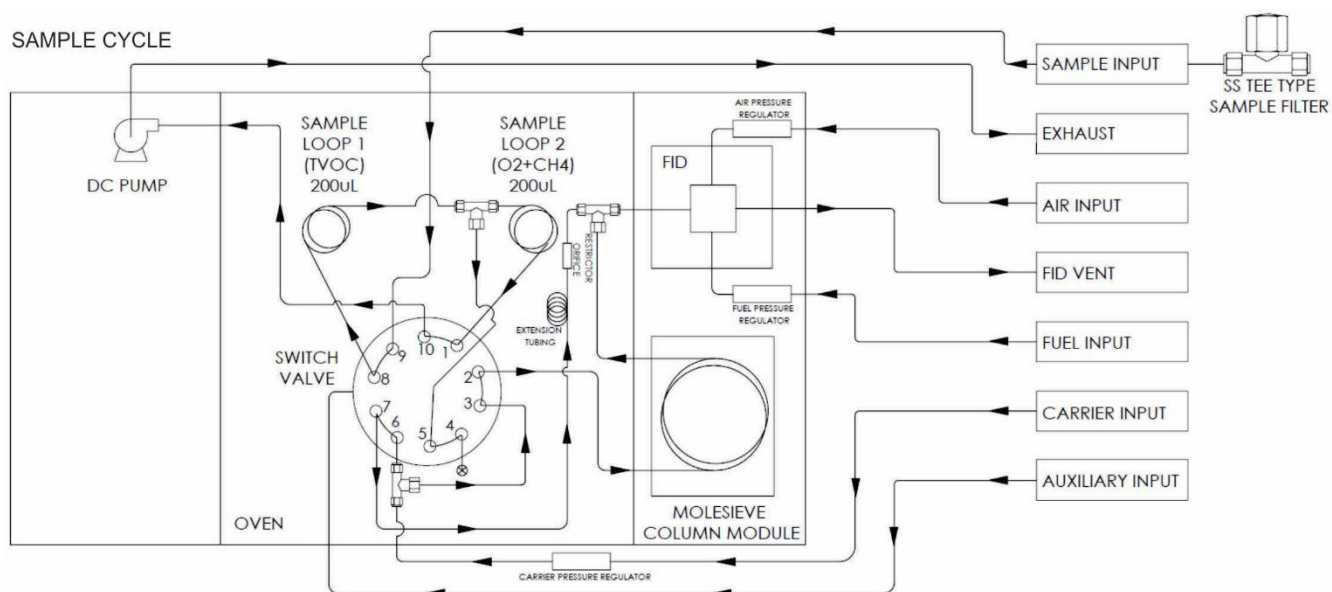 SAMPLE CYCLE
SAMPLE INPUT
SS TEE TYPE
SAMPLE FILTER
EXHAUST
AIR INPUT
FID VENT
FUEL INPUT
CARRIER INPUT
AUXILIARY INPUT
DC PUMP
SAMPLE
LOOP 1
(TVOC)
200uL
SAMPLE
LOOP 2
(O2+CH4)
200uL
AIR PRESSURE
REGULATOR
FID
RESTRICTOR
ORIFICE
FUEL PRESSURE
REGULATOR
EXTENSION
TUBING
SWITCH
VALVE
10
1
9
2
8
3
7
4
6
5
OVEN
MOLESIEVE
COLUMN MODULE
CARRIER PRESSURE REGULATOR